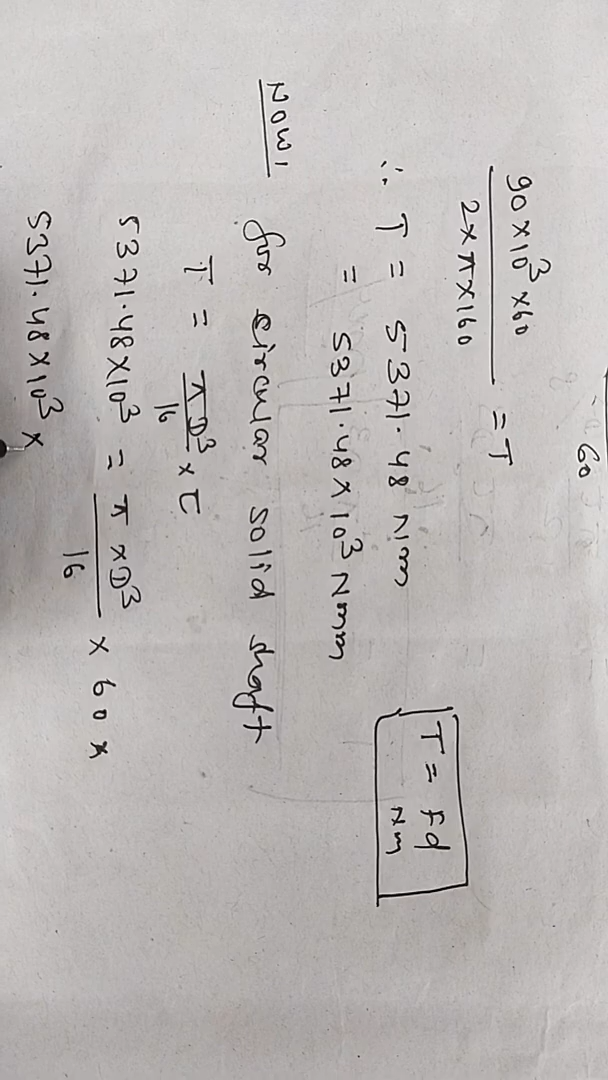 60
90 × 10³ × 60 / 2 × π × 160 = T
∴ T = 5371.48 Nm
= 5371.48 × 10³ Nmm
T = Fd
Nm
Now,
for circular solid shaft
T = πD³/16 × τ
5371.48 × 10³ = π × D³/16 × 60 ×
5371.48 × 10³ ×